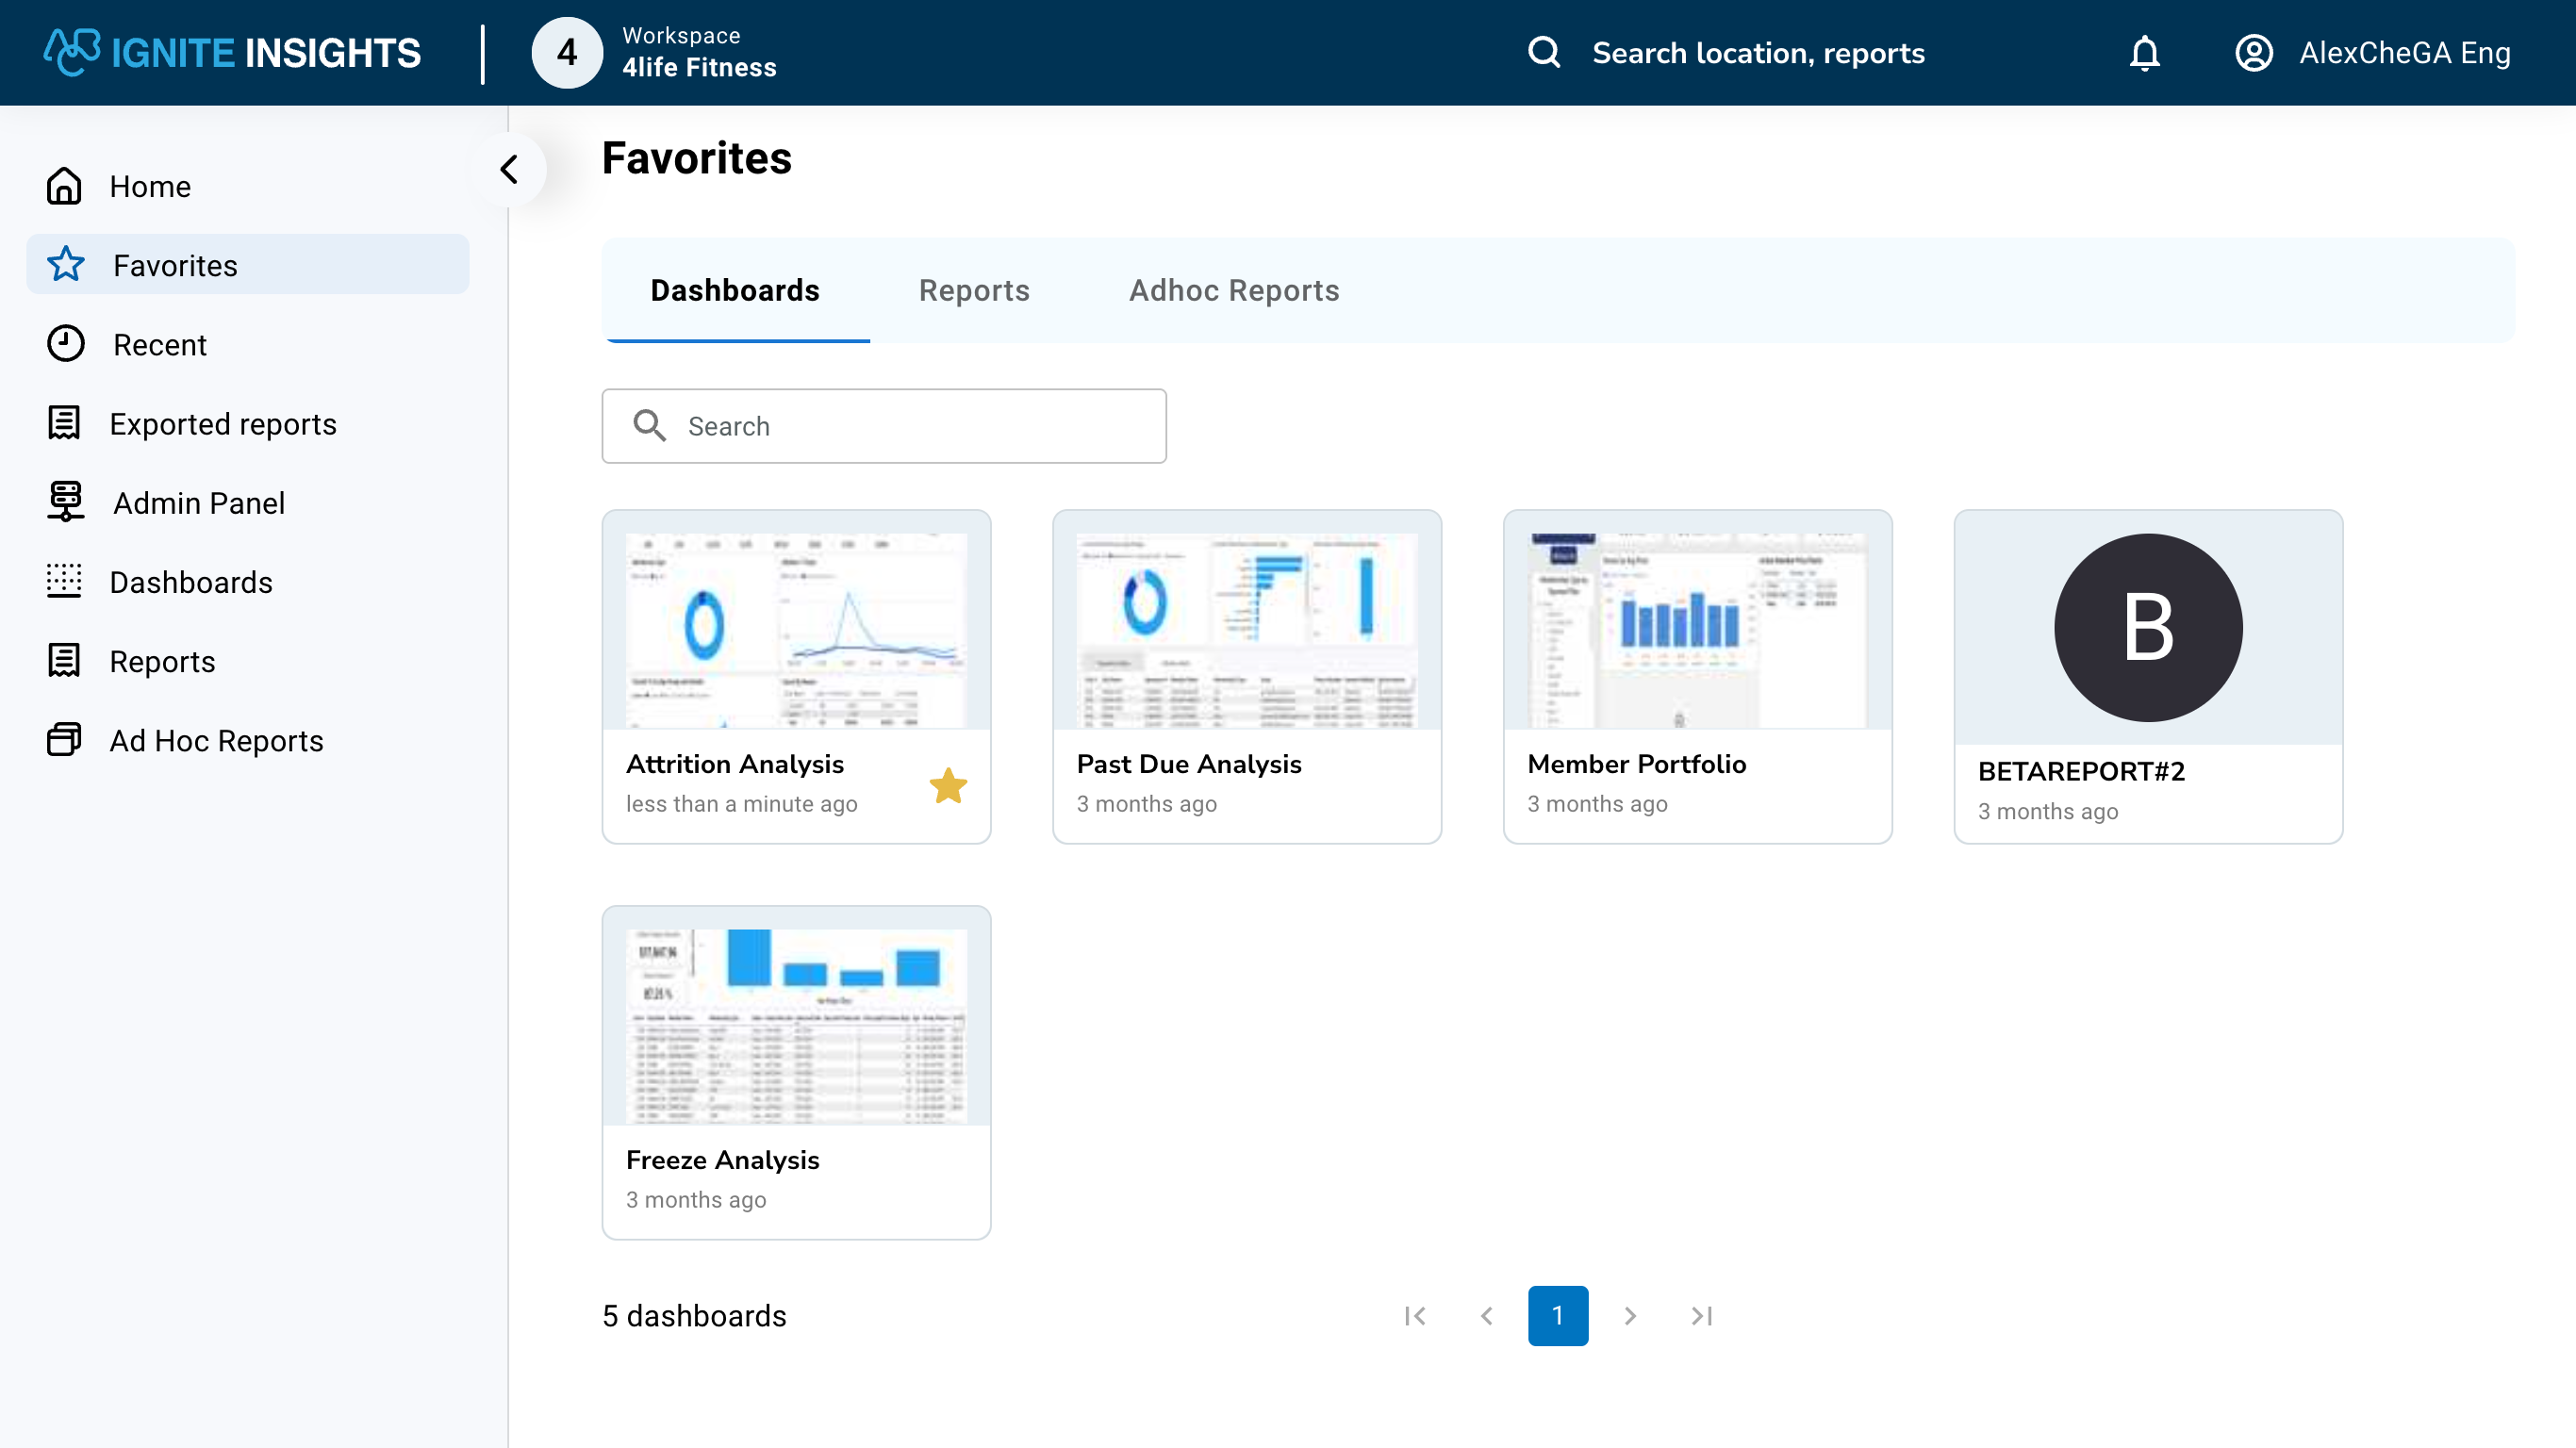 IGNITE INSIGHTS
4
Workspace
4life Fitness
Search location, reports
AlexCheGA Eng
Home
Favorites
Recent
Exported reports
Admin Panel
Dashboards
Reports
Ad Hoc Reports
Favorites
Dashboards
Reports
Adhoc Reports
Search
Attrition Analysis
less than a minute ago
Past Due Analysis
3 months ago
Member Portfolio
3 months ago
B
BETAREPORT#2
3 months ago
Freeze Analysis
3 months ago
5 dashboards
1